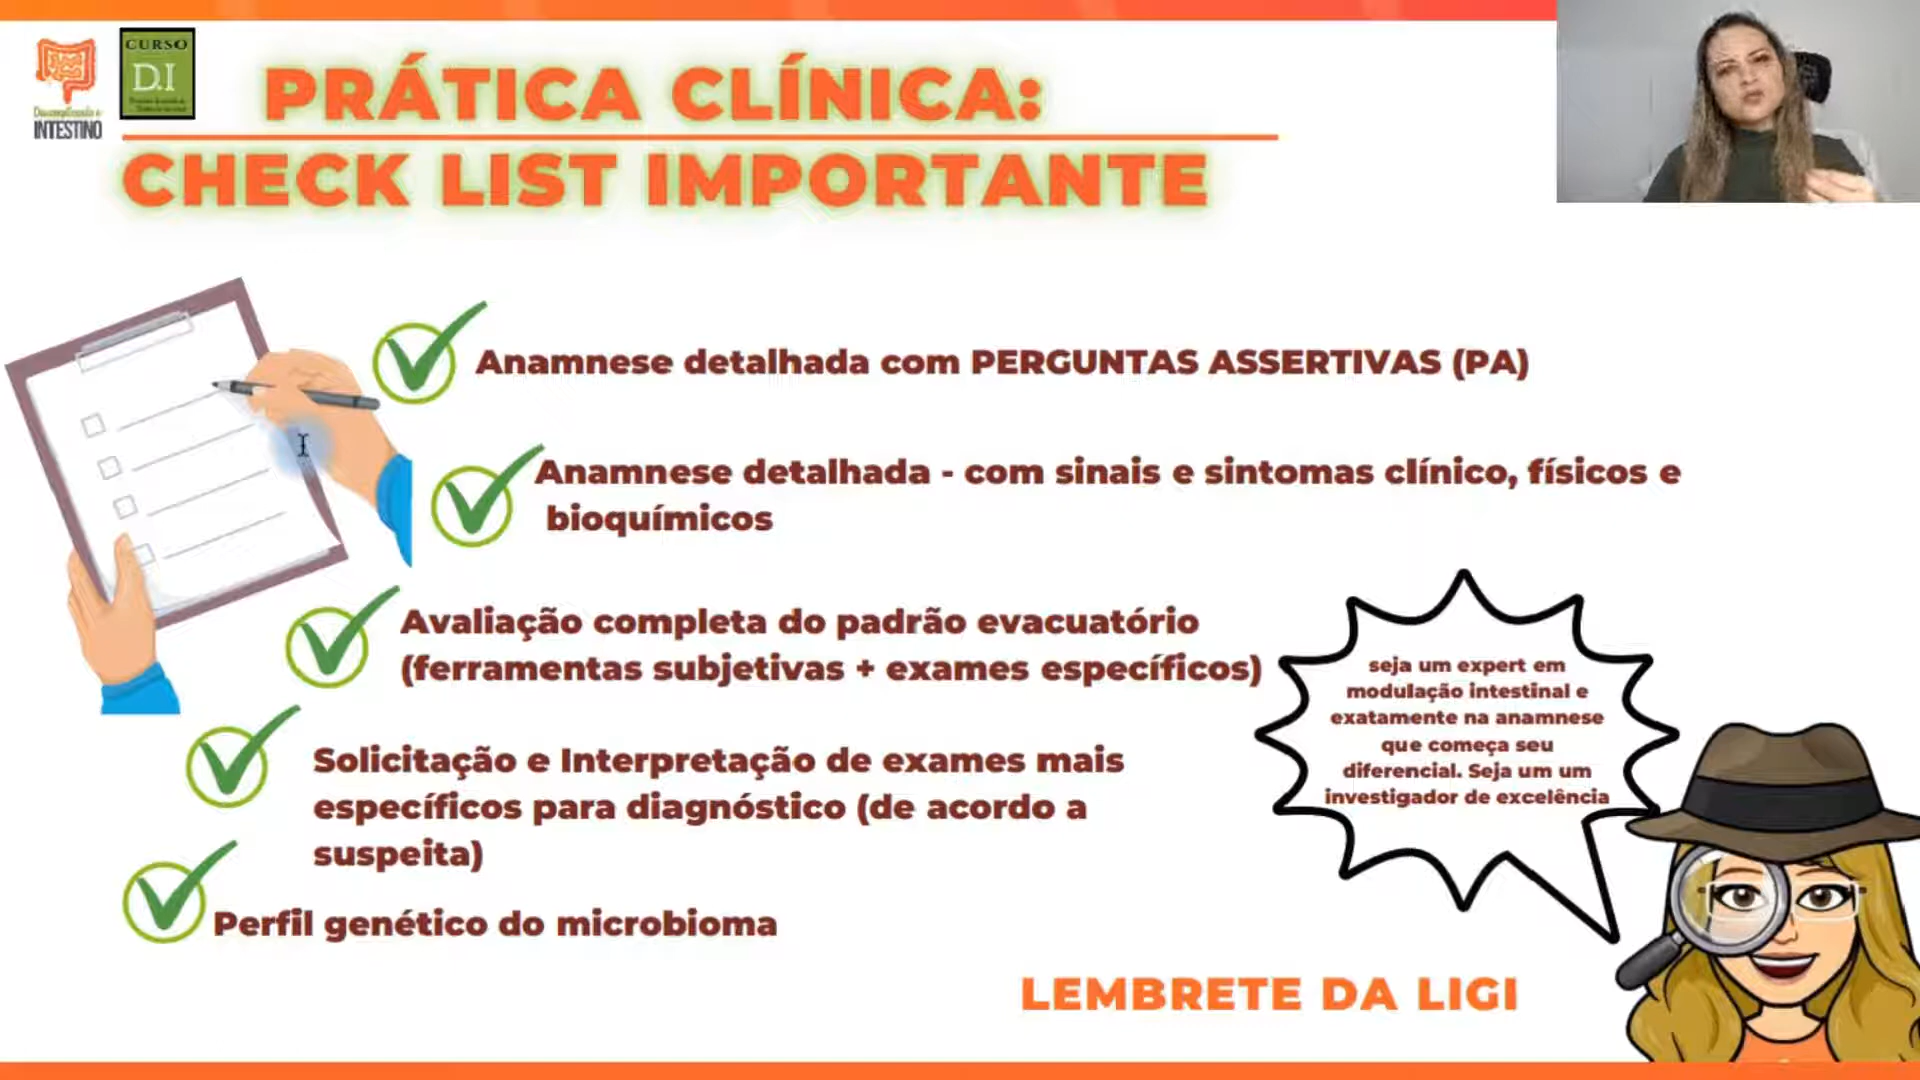 CURSO
D.I
INTESTINO
PRÁTICA CLÍNICA:
CHECK LIST IMPORTANTE
Anamnese detalhada com PERGUNTAS ASSERTIVAS (PA)
Anamnese detalhada - com sinais e sintomas clínico, físicos e
bioquímicos
Avaliação completa do padrão evacuatório
(ferramentas subjetivas + exames específicos)
Solicitação e Interpretação de exames mais
específicos para diagnóstico (de acordo a
suspeita)
Perfil genético do microbioma
seja um expert em
modulação intestinal e
exatamente na anamnese
que começa seu
diferencial. Seja um um
investigador de excelência
LEMBRETE DA LIGI